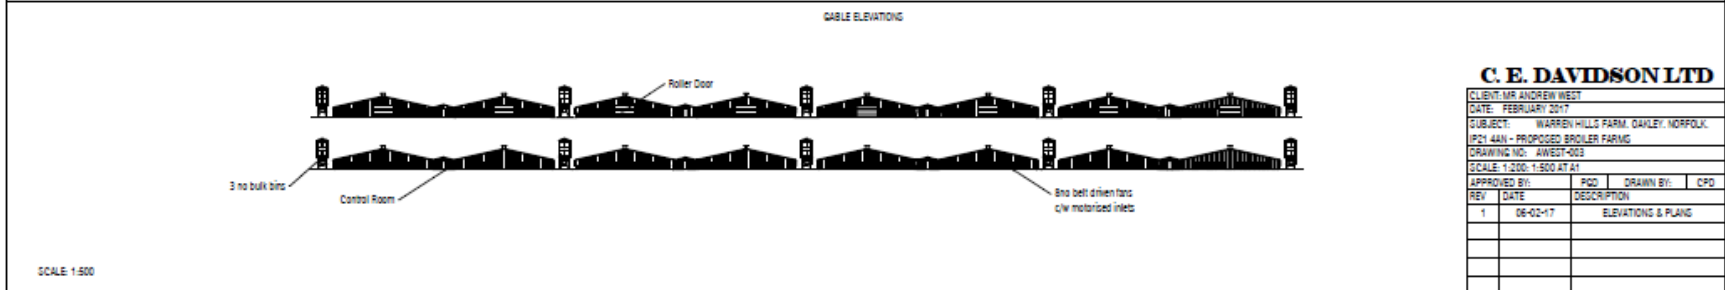 GABLE ELEVATIONS
Roller Door
3 no bulk bins
Control Room
8no belt driven fans
c/w motorised inlets
SCALE: 1:500
C. E. DAVIDSON LTD
CLIENT: MR ANDREW WEST
DATE: FEBRUARY 2017
SUBJECT: WARREN HILLS FARM, OAKLEY, NORFOLK,
IP21 4AN - PROPOSED BROILER FARMS
DRAWING NO: AWEST-003
SCALE: 1:200; 1:500 AT A1
APPROVED BY: PGD DRAWN BY: CPD
REV DATE DESCRIPTION
1 06-02-17 ELEVATIONS & PLANS